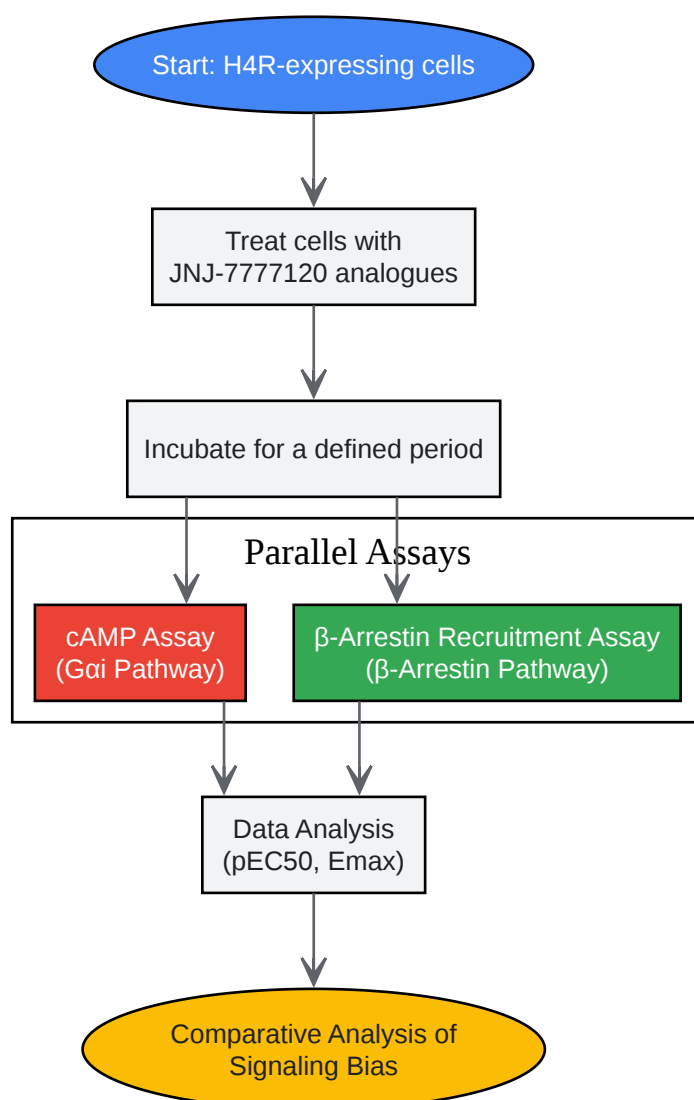 Start: H4R-expressing cells
Treat cells with
JNJ-7777120 analogues
Incubate for a defined period
Parallel Assays
cAMP Assay
(Gαi Pathway)
β-Arrestin Recruitment Assay
(β-Arrestin Pathway)
Data Analysis
(pEC50, Emax)
Comparative Analysis of
Signaling Bias